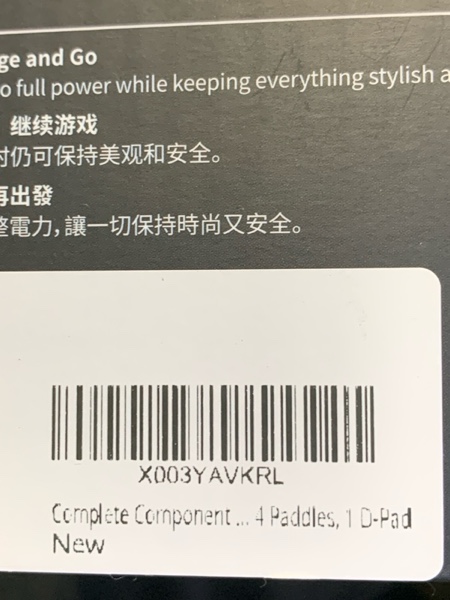 ge and Go
o full power while keeping everything stylish a
继续游戏
时仍可保持美观和安全。
再出發
整電力，讓一切保持時尚又安全。
X003YAVKRL
Complete Component ... 4 Paddles, 1 D-Pad
New